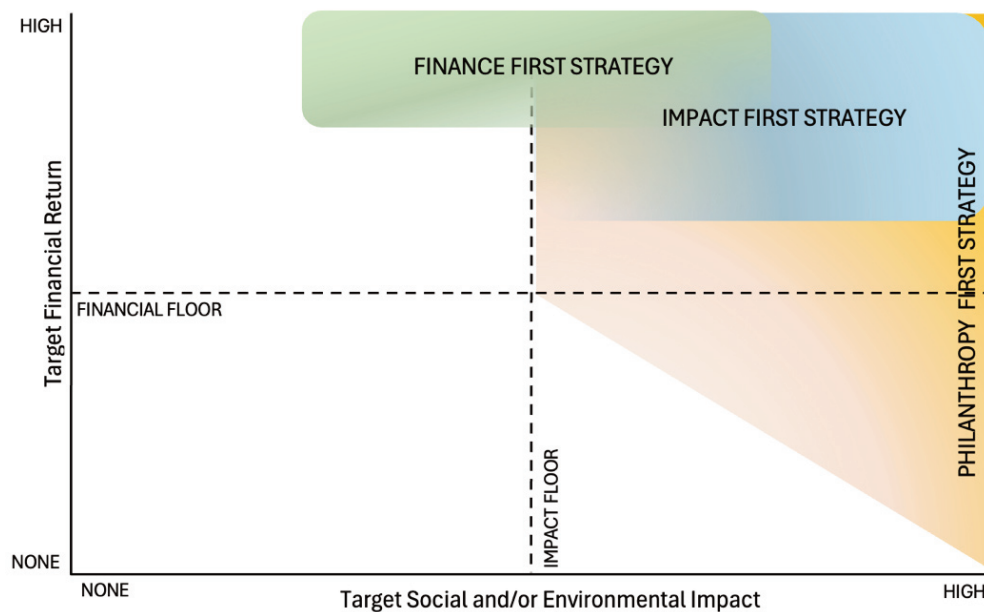 HIGH
FINANCE FIRST STRATEGY
IMPACT FIRST STRATEGY
PHILANTHROPY FIRST STRATEGY
Target Financial Return
FINANCIAL FLOOR
IMPACT FLOOR
NONE
NONE
HIGH
Target Social and/or Environmental Impact